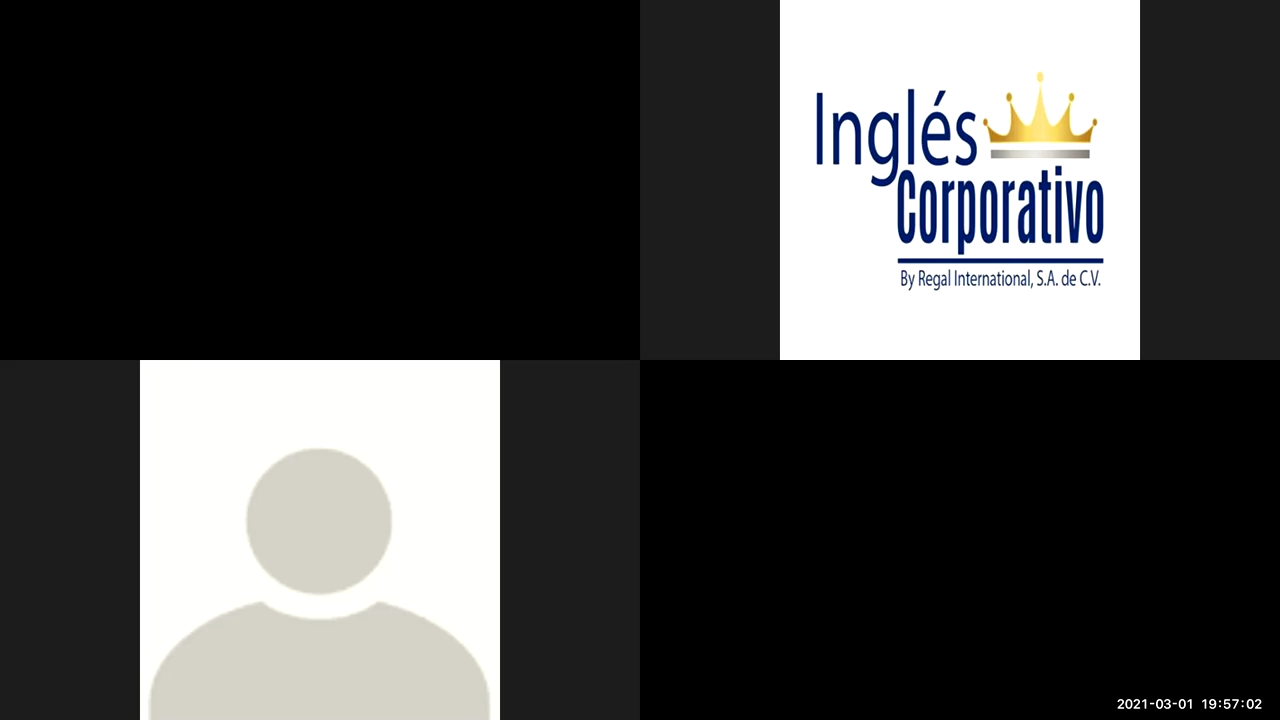 Inglés
Corporativo
By Regal International, S.A. de C.V.
2021-03-01 19:57:02